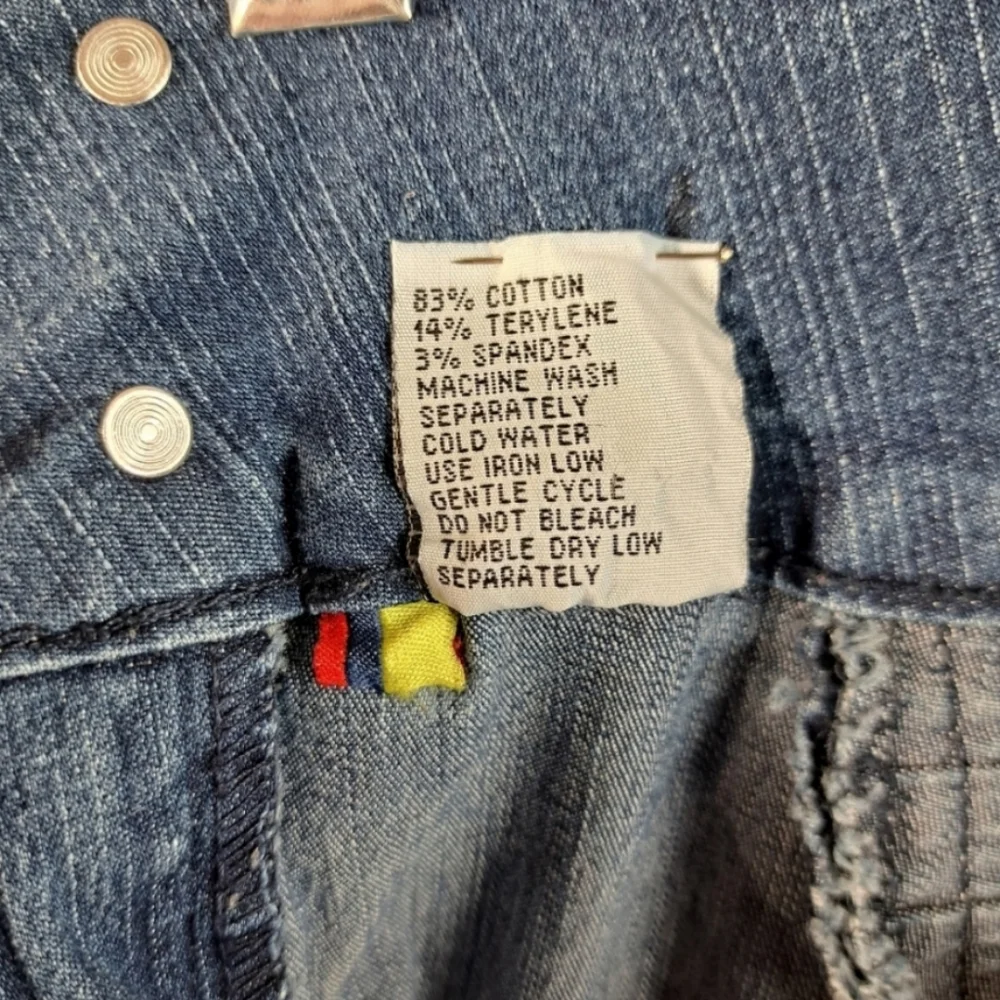 83% COTTON
14% TERYLENE
3% SPANDEX
MACHINE WASH
SEPARATELY
COLD WATER
USE IRON LOW
GENTLE CYCLE
DO NOT BLEACH
TUMBLE DRY LOW
SEPARATELY